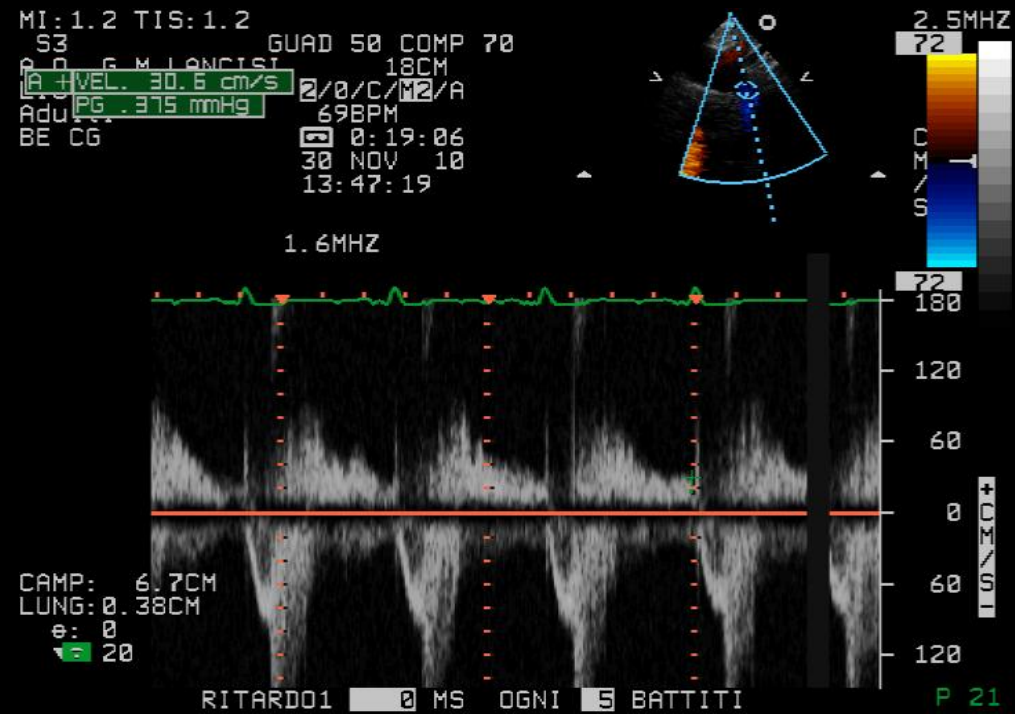 MI:1.2 TIS:1.2
2.5MHZ
S3
GUAD 50 COMP 70
72
A.O. G.M LANCISI
18CM
A +
VEL. 30.6 cm/s
2/0/C/M2/A
PG .375 mmHg
69BPM
BE CG
0:19:06
30 NOV 10
13:47:19
CM/S
1.6MHZ
72
180
120
60
0
60
120
+CM/S-
CAMP: 6.7CM
LUNG:0.38CM
θ: 0
20
RITARDO1 0 MS OGNI 5 BATTITI
P 21